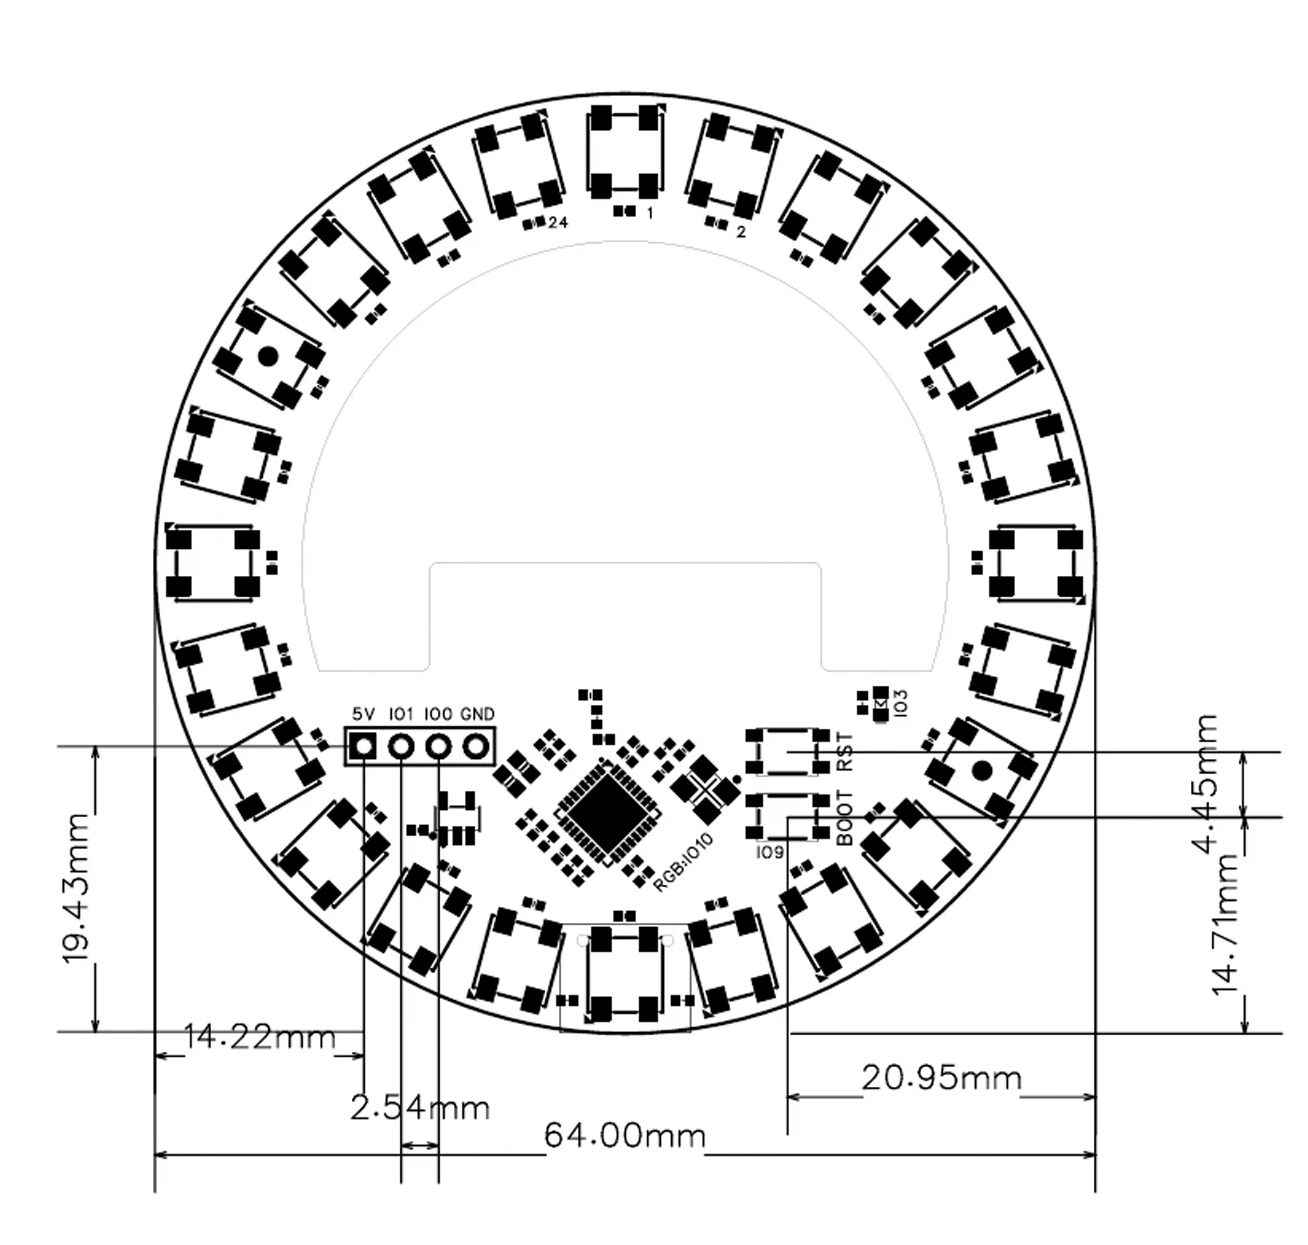 24
1
2
5V IO1 IO0 GND
IO3
RST
BOOT
IO9
RGB:IO10
4.45mm
19.43mm
14.71mm
14.22mm
20.95mm
2.54mm
64.00mm